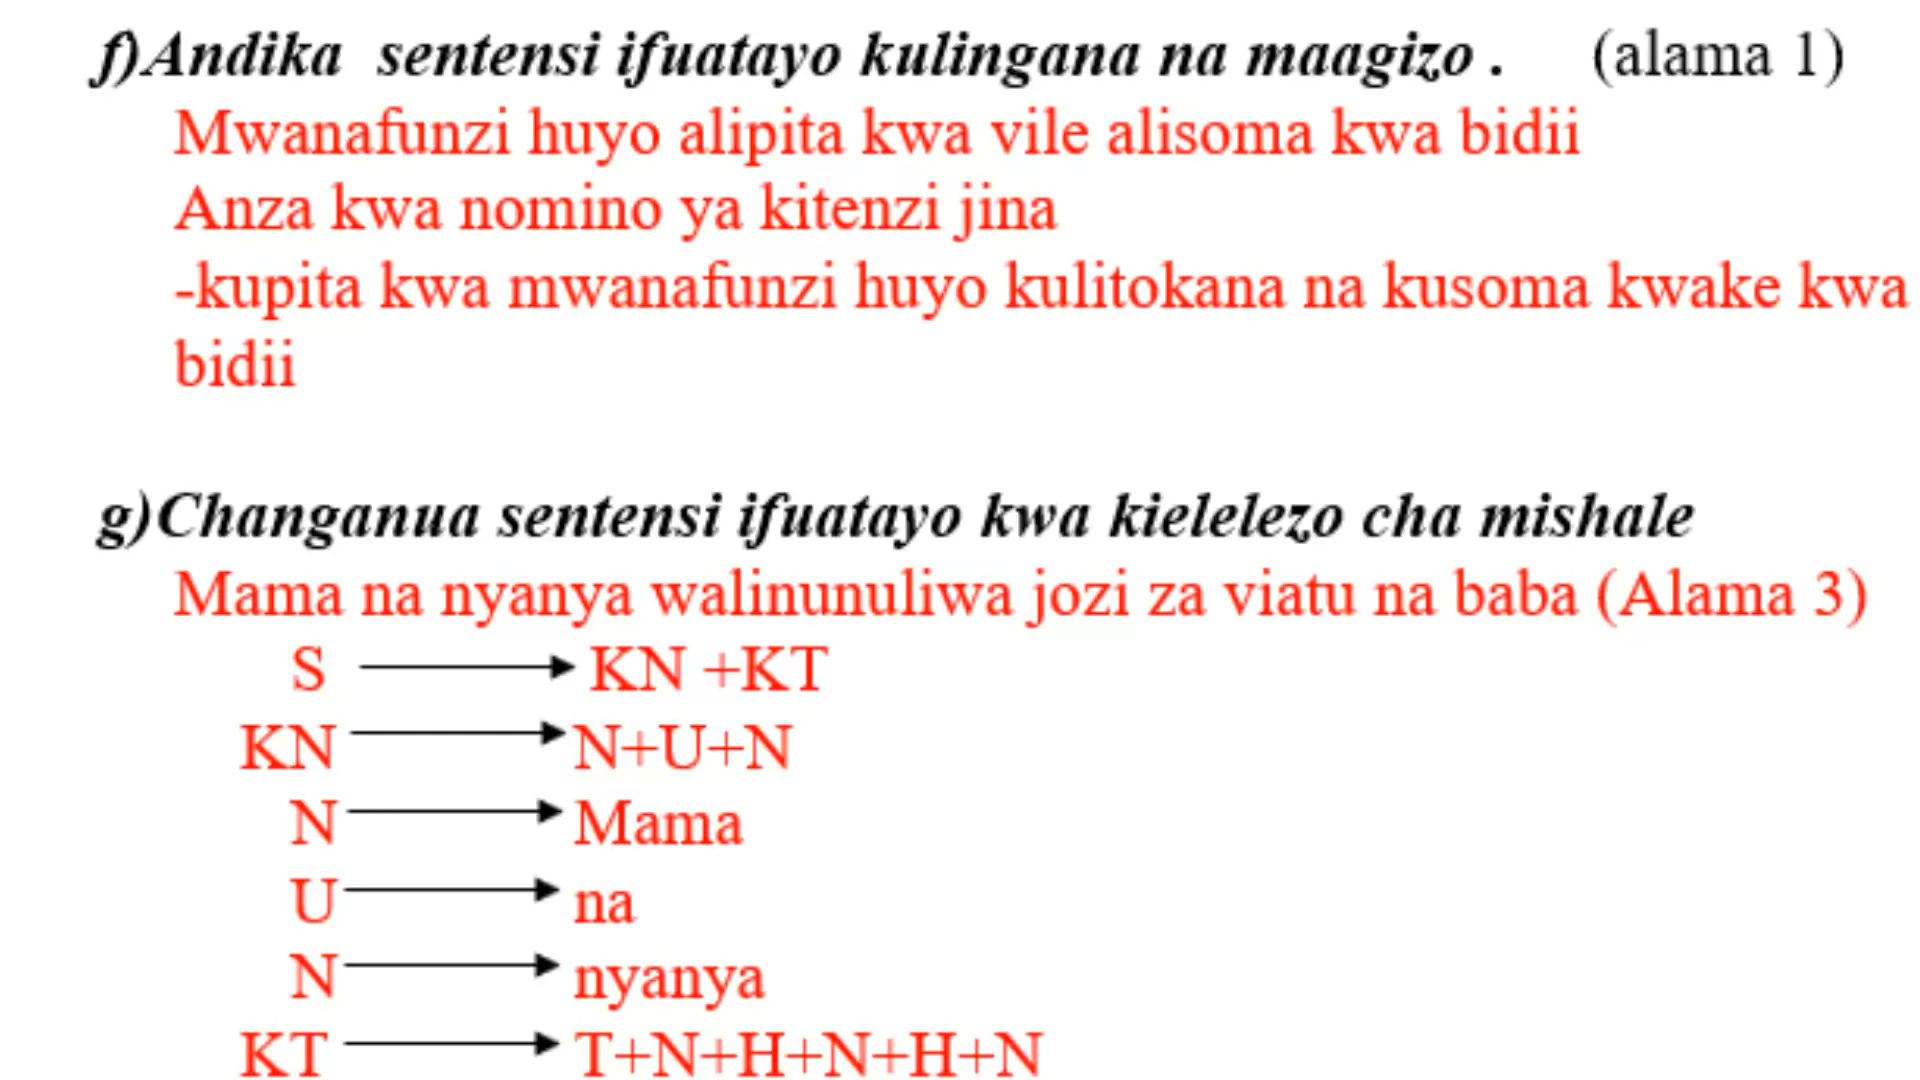 f)Andika sentensi ifuatayo kulingana na maagizo . (alama 1)
Mwanafunzi huyo alipita kwa vile alisoma kwa bidii
Anza kwa nomino ya kitenzi jina
-kupita kwa mwanafunzi huyo kulitokana na kusoma kwake kwa
bidii
g)Changanua sentensi ifuatayo kwa kielelezo cha mishale
Mama na nyanya walinunuliwa jozi za viatu na baba (Alama 3)
S → KN +KT
KN → N+U+N
N → Mama
U → na
N → nyanya
KT → T+N+H+N+H+N